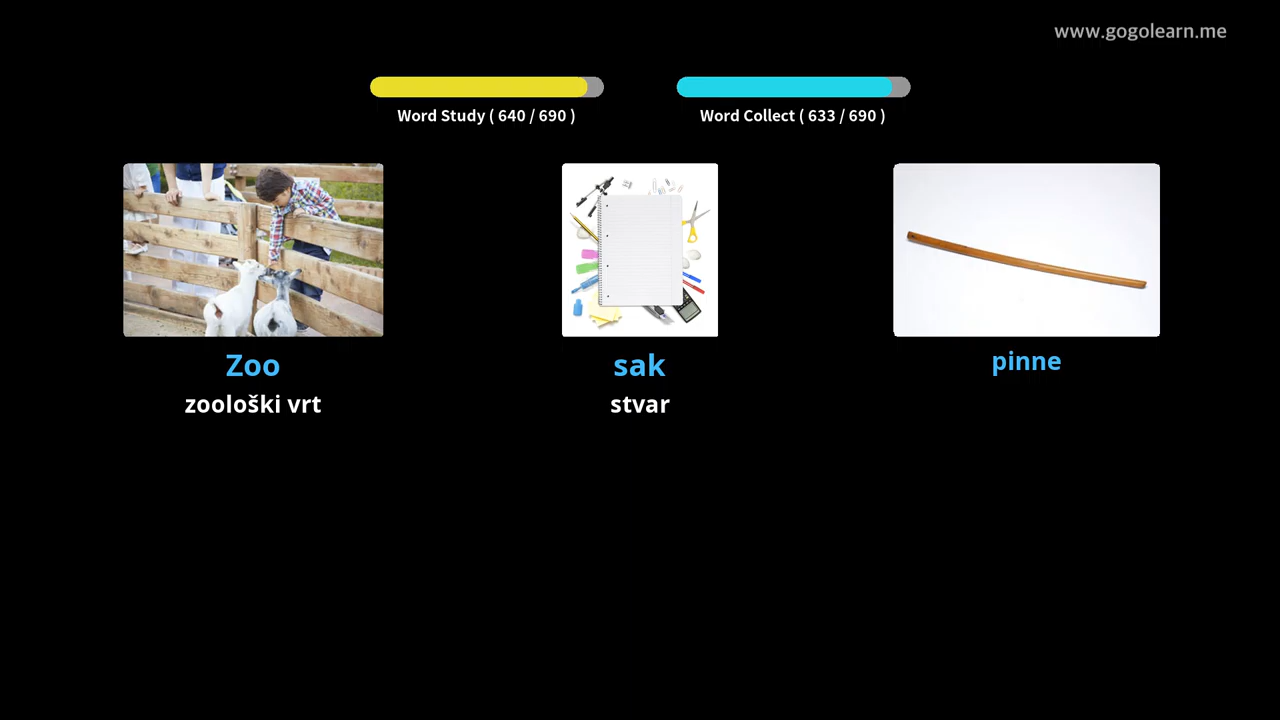 www.gogolearn.me
Word Study ( 640 / 690 )
Word Collect ( 633 / 690 )
Zoo
zoološki vrt
sak
stvar
pinne